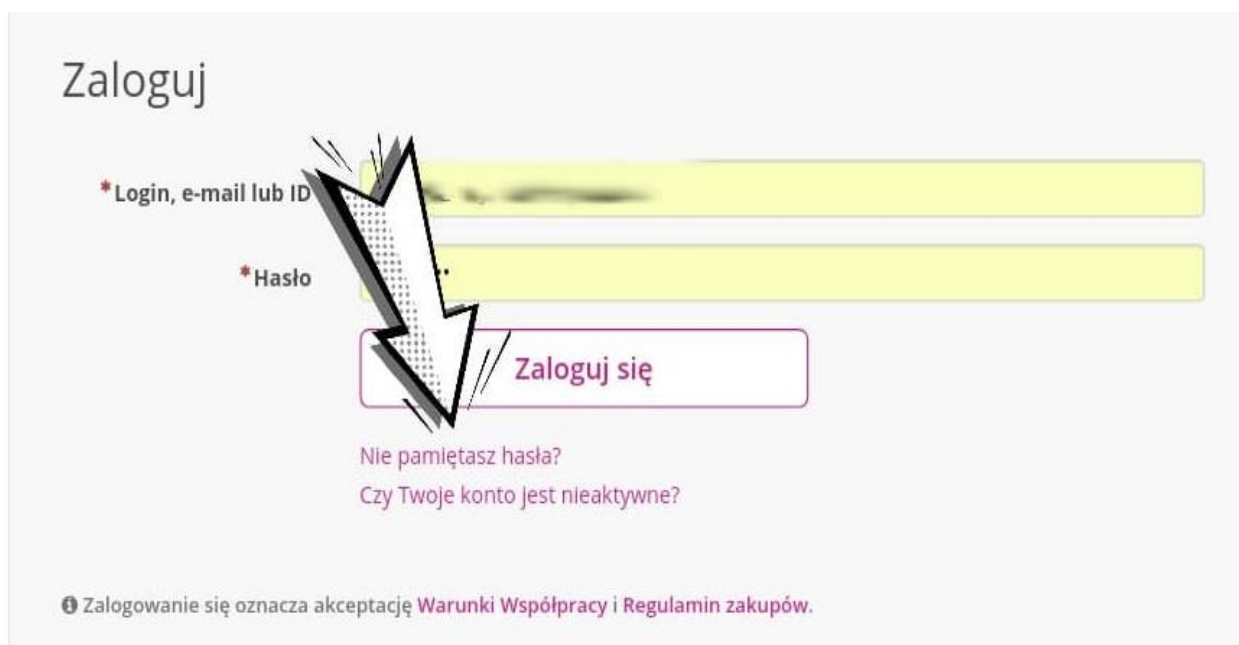 Zaloguj
*Login, e-mail lub ID
*Hasło
Zaloguj się
Nie pamiętasz hasła?
Czy Twoje konto jest nieaktywne?
Zalogowanie się oznacza akceptację Warunki Współpracy i Regulamin zakupów.